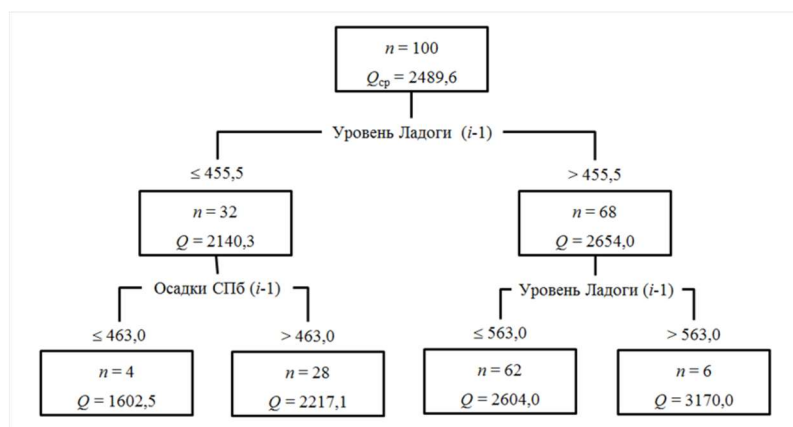 n = 100
Qср = 2489,6
Уровень Ладоги (i-1)
≤ 455,5 > 455,5
n = 32 n = 68
Q = 2140,3 Q = 2654,0
Осадки СПб (i-1) Уровень Ладоги (i-1)
≤ 463,0 > 463,0 ≤ 563,0 > 563,0
n = 4 n = 28 n = 62 n = 6
Q = 1602,5 Q = 2217,1 Q = 2604,0 Q = 3170,0